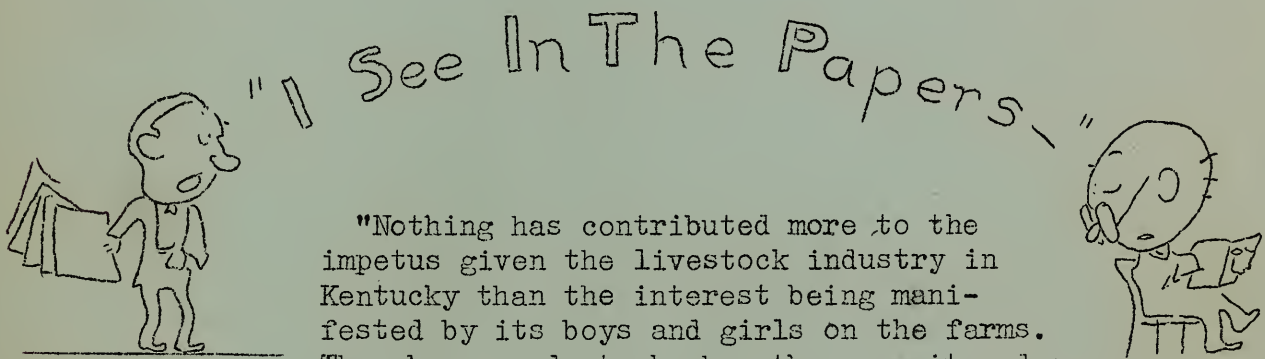 "I See In The Papers—"
"Nothing has contributed more to the
impetus given the livestock industry in
Kentucky than the interest being mani-
fested by its boys and girls on the farms.